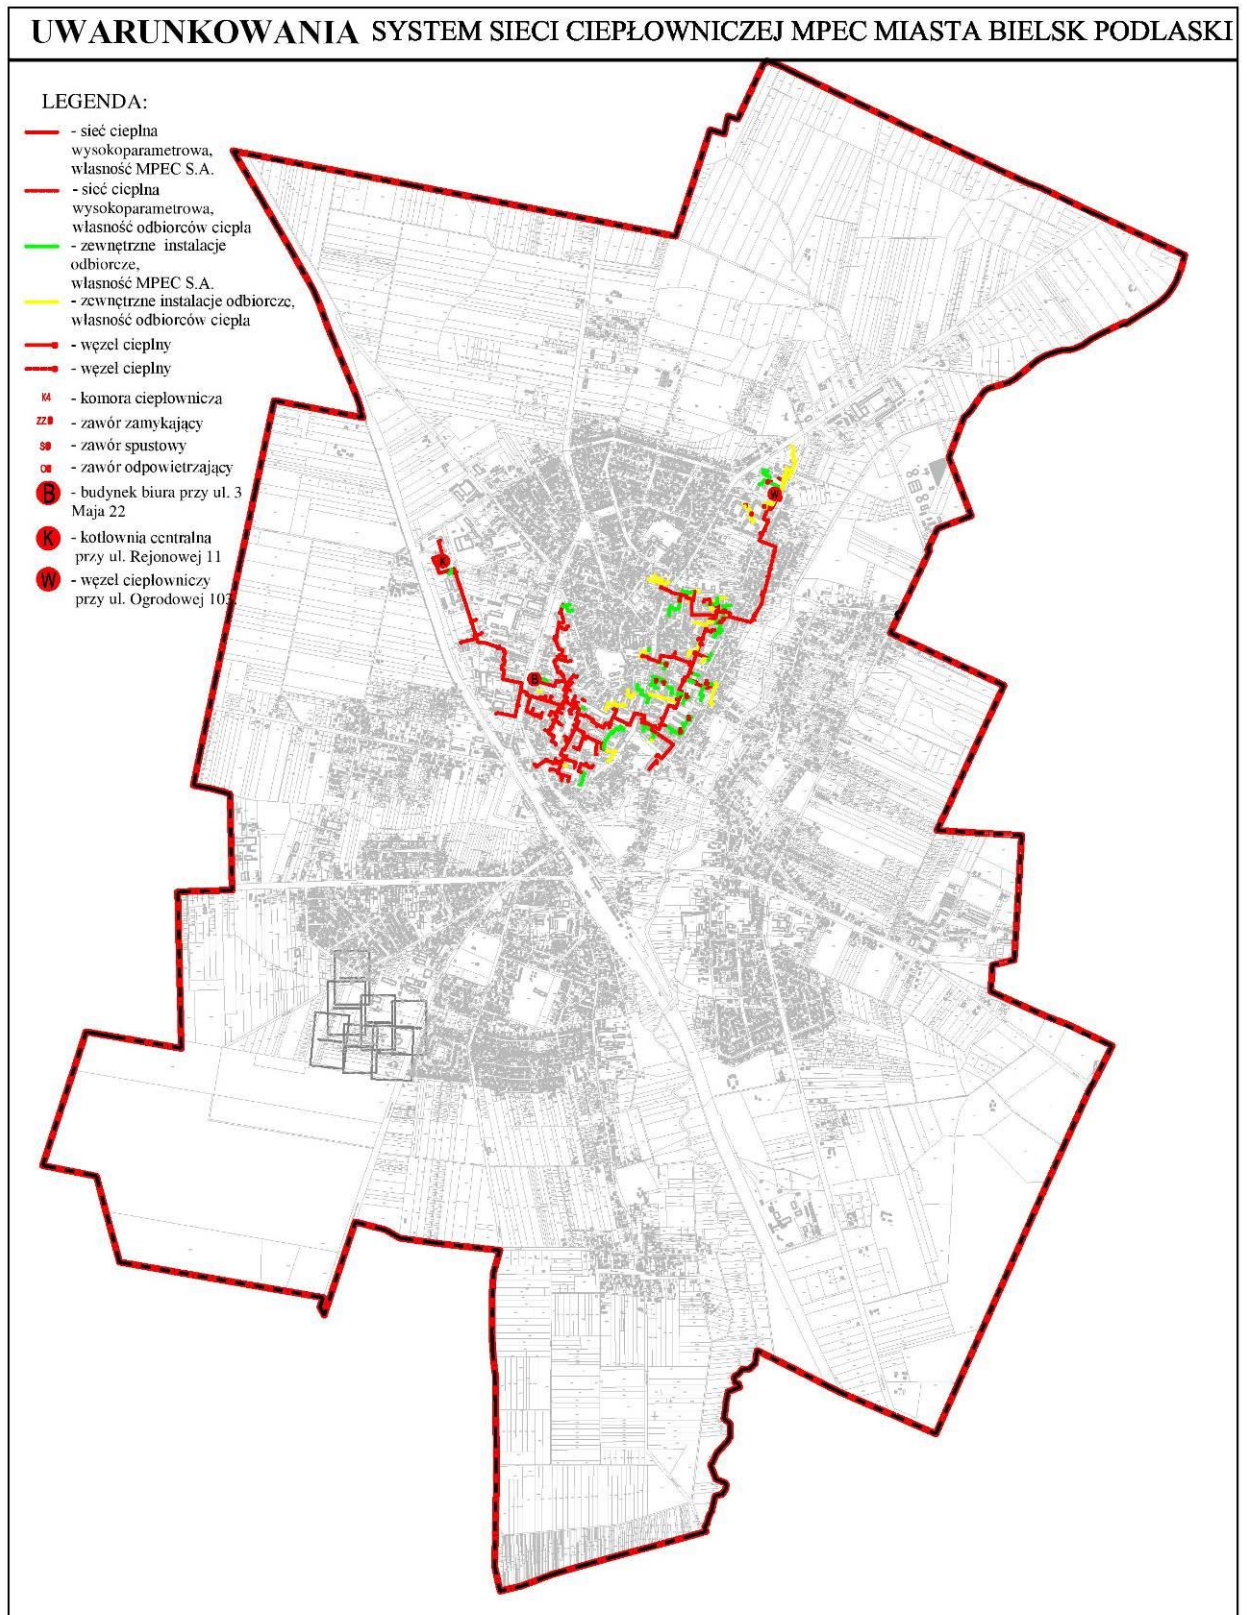 UWARUNKOWANIA SYSTEM SIECI CIEPŁOWNICZEJ MPEC MIASTA BIELSK PODLASKI
LEGENDA:
- sieć cieplna
wysokoparametrowa,
własność MPEC S.A.
- sieć cieplna
wysokoparametrowa,
własność odbiorców ciepła
- zewnętrzne instalacje
odbiorcze,
własność MPEC S.A.
- zewnętrzne instalacje odbiorcze,
własność odbiorców ciepła
- węzeł cieplny
- węzeł cieplny
K4 - komora ciepłownicza
ZZ - zawór zamykający
S - zawór spustowy
O - zawór odpowietrzający
B - budynek biura przy ul. 3
Maja 22
K - kotłownia centralna
przy ul. Rejonowej 11
W - węzeł ciepłowniczy
przy ul. Ogrodowej 103
W
K
B